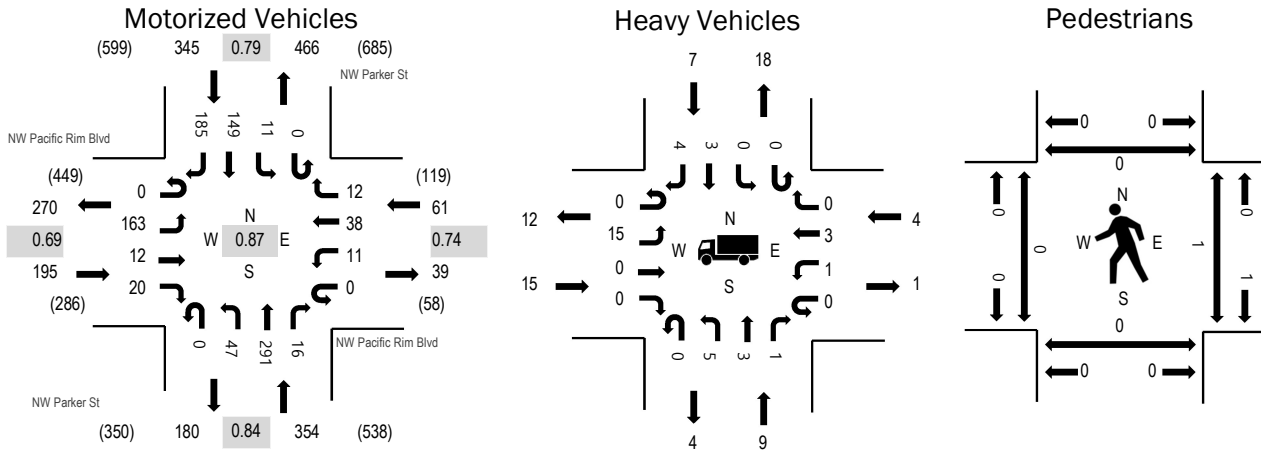 Motorized Vehicles
(599) 345 0.79 466 (685)
NW Parker St
185 149 11 0
NW Pacific Rim Blvd
(449) 0 12 (119)
270 163 38 61
0.69 12 11 0.74
N
W 0.87 E
S
195 20 0 39
(286) (58)
0 47 291 16
NW Pacific Rim Blvd
NW Parker St
(350) 180 0.84 354 (538)
Heavy Vehicles
7 18
4 3 0 0
0 0
12 15 3 4
N
W E
S
15 0 1 1
0 0
0 5 3 1
4 9
Pedestrians
0 0
0
N
0 0
W E
0 1
S
0 1
0
0 0